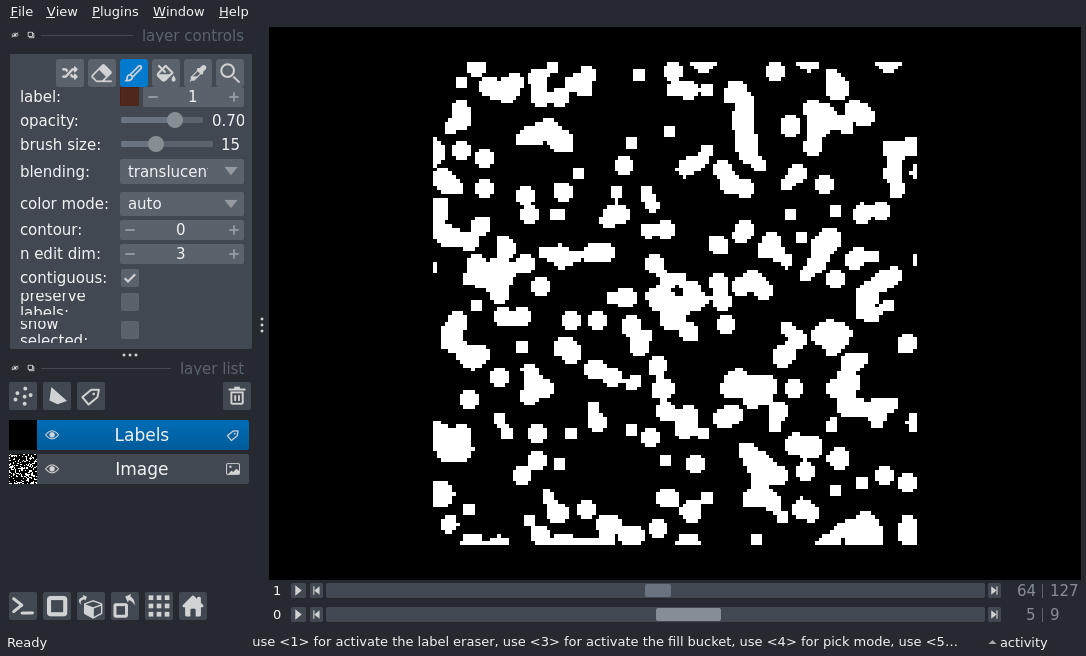 File View Plugins Window Help
layer controls
label: 1
opacity: 0.70
brush size: 15
blending: translucen
color mode: auto
contour: 0
n edit dim: 3
contiguous:
preserve
labels:
show
selected:
layer list
Labels
Image
1 64 127
0 5 9
Ready use <1> for activate the label eraser, use <3> for activate the fill bucket, use <4> for pick mode, use <5... activity